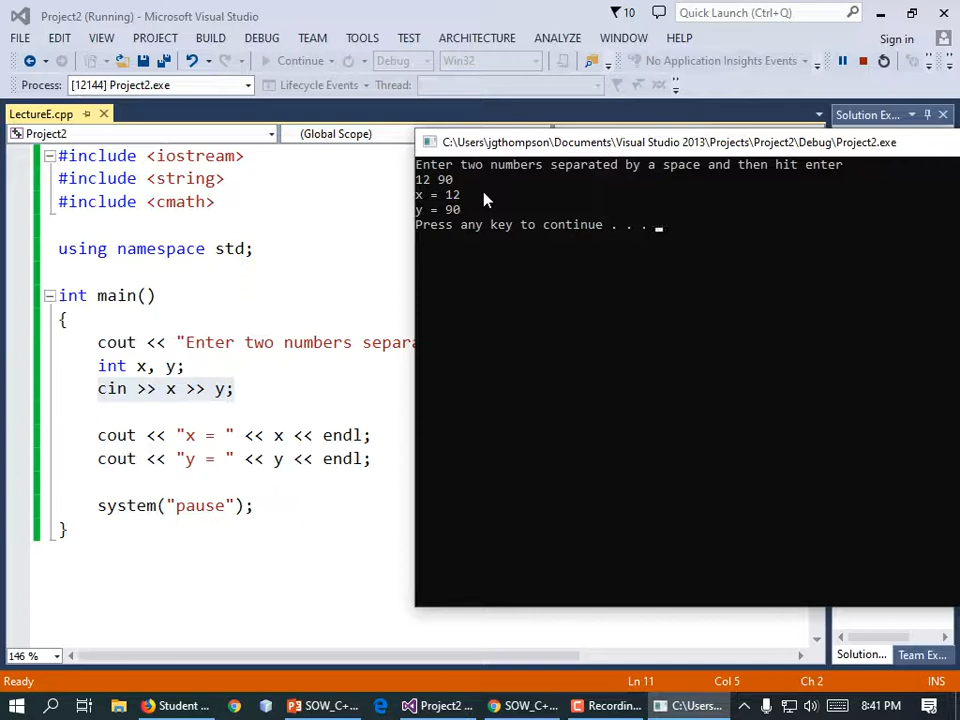 Project2 (Running) - Microsoft Visual Studio
10
Quick Launch (Ctrl+Q)
FILE EDIT VIEW PROJECT BUILD DEBUG TEAM TOOLS TEST ARCHITECTURE ANALYZE WINDOW HELP
Sign in
Continue
Debug
Win32
No Application Insights Events
Process: [12144] Project2.exe
Lifecycle Events
Thread:
LectureE.cpp
Solution Ex...
Project2
(Global Scope)
#include <iostream>
#include <string>
#include <cmath>
using namespace std;
int main()
{
cout << "Enter two numbers separa
int x, y;
cin >> x >> y;
cout << "x = " << x << endl;
cout << "y = " << y << endl;
system("pause");
}
C:\Users\jgthompson\Documents\Visual Studio 2013\Projects\Project2\Debug\Project2.exe
Enter two numbers separated by a space and then hit enter
12 90
x = 12
y = 90
Press any key to continue . . .
146 %
Solution...
Team Ex...
Ready
Ln 11
Col 5
Ch 2
INS
Student ...
SOW_C+...
Project2 ...
SOW_C+...
Recordin...
C:\Users...
8:41 PM